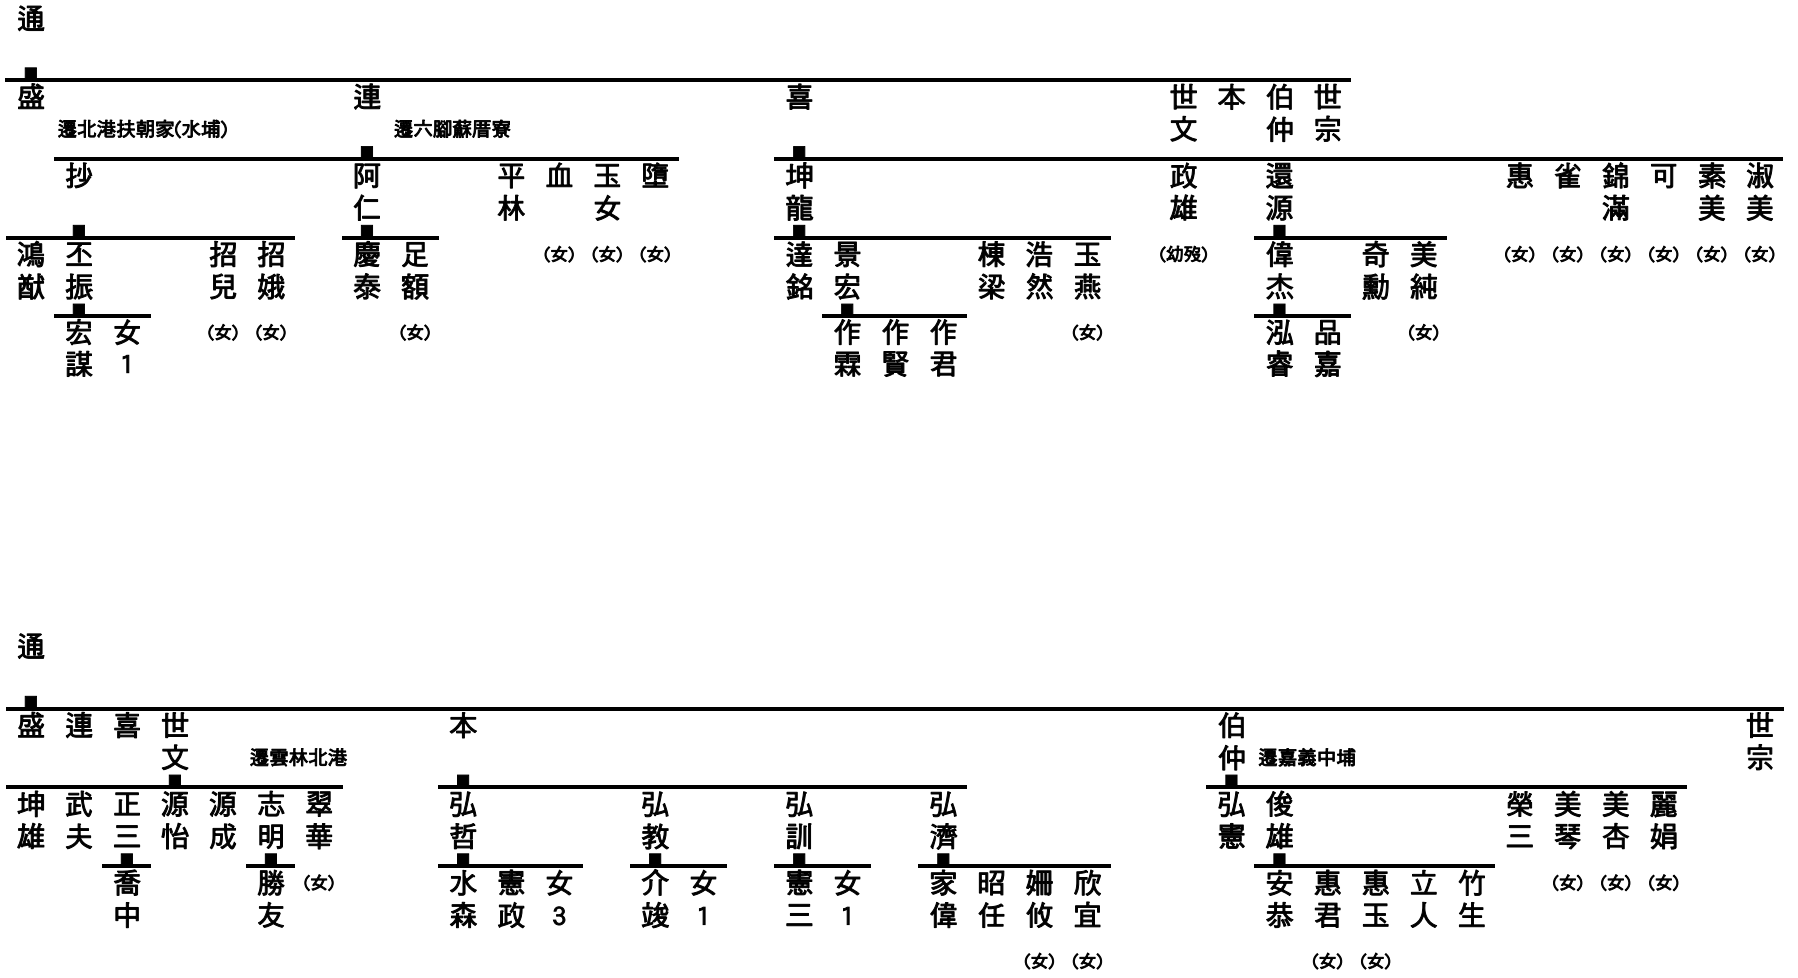 通
盛 連 喜 世文 本 伯仲 世宗
遷北港扶朝家(水埔) 遷六腳蘇厝寮
抄 阿仁 平林 血 玉女 墮 坤龍 政雄 還源 惠 雀 錦滿 可 素美 淑美
(女) (女) (女) (幼歿) (女) (女) (女) (女) (女) (女)
鴻猷 丕振 招兒 招娥 慶泰 足額 達銘 景宏 棟梁 浩然 玉燕 偉杰 奇勳 美純
(女) (女) (女) (女) (女)
宏謀 女1 作霖 作賢 作君 泓睿 品嘉
通
盛 連 喜 世文 本 伯仲 世宗
遷雲林北港 遷嘉義中埔
坤雄 武夫 正三 源怡 源成 志明 翠華 弘哲 弘教 弘訓 弘濟 弘憲 俊雄 榮三 美琴 美杏 麗娟
(女) (女) (女) (女)
喬中 勝友 水森 憲政 女3 介竣 女1 憲三 女1 家偉 昭任 姍攸 欣宜 安恭 惠君 惠玉 立人 竹生
(女) (女) (女) (女)